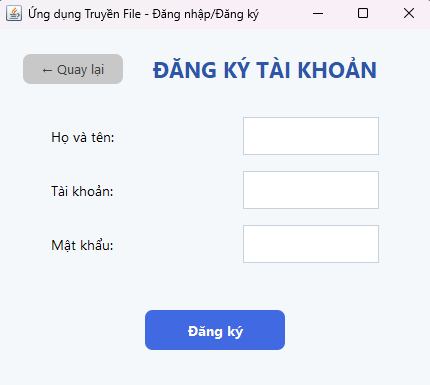 Ứng dụng Truyền File - Đăng nhập/Đăng ký
← Quay lại
ĐĂNG KÝ TÀI KHOẢN
Họ và tên:
Tài khoản:
Mật khẩu:
Đăng ký